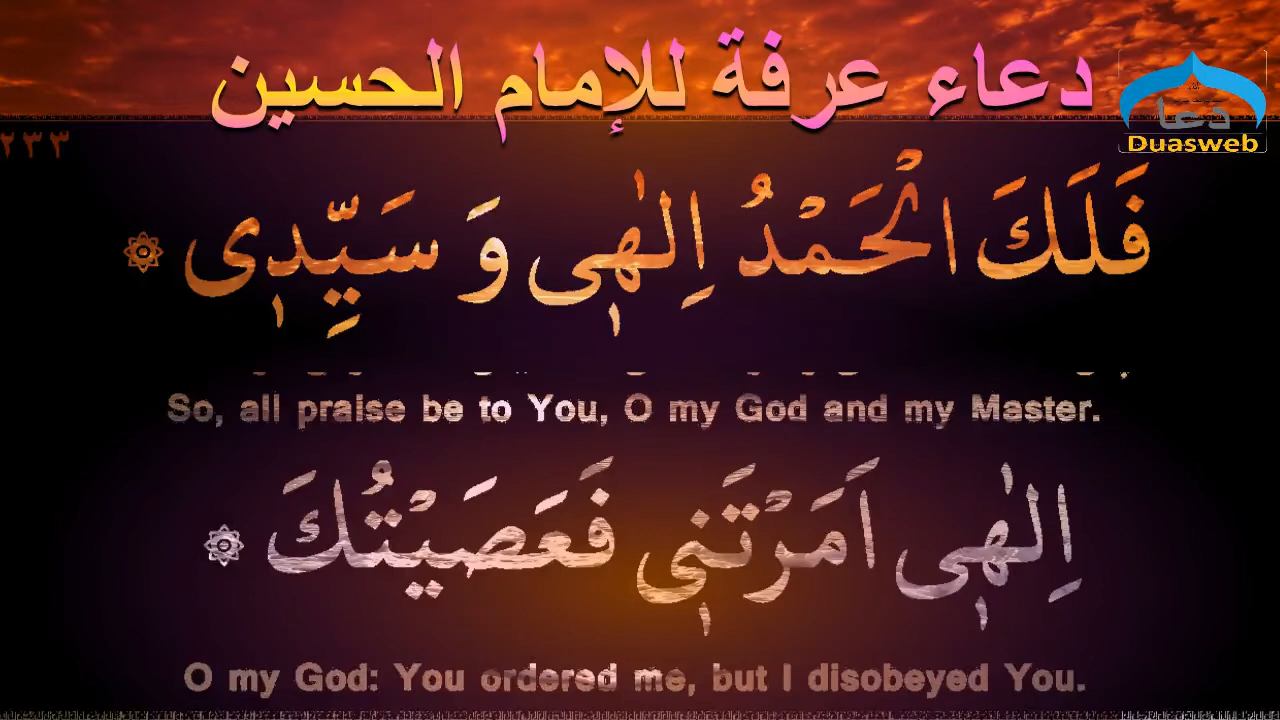 دعاء عرفة للإمام الحسين
دعا
Duasweb
٢٣٣
فَلَكَ الْحَمْدُ اِلٰهٖى وَ سَيِّدٖى
So, all praise be to You, O my God and my Master.
اِلٰهٖى اَمَرْتَنٖى فَعَصَيْتُكَ
O my God: You ordered me, but I disobeyed You.